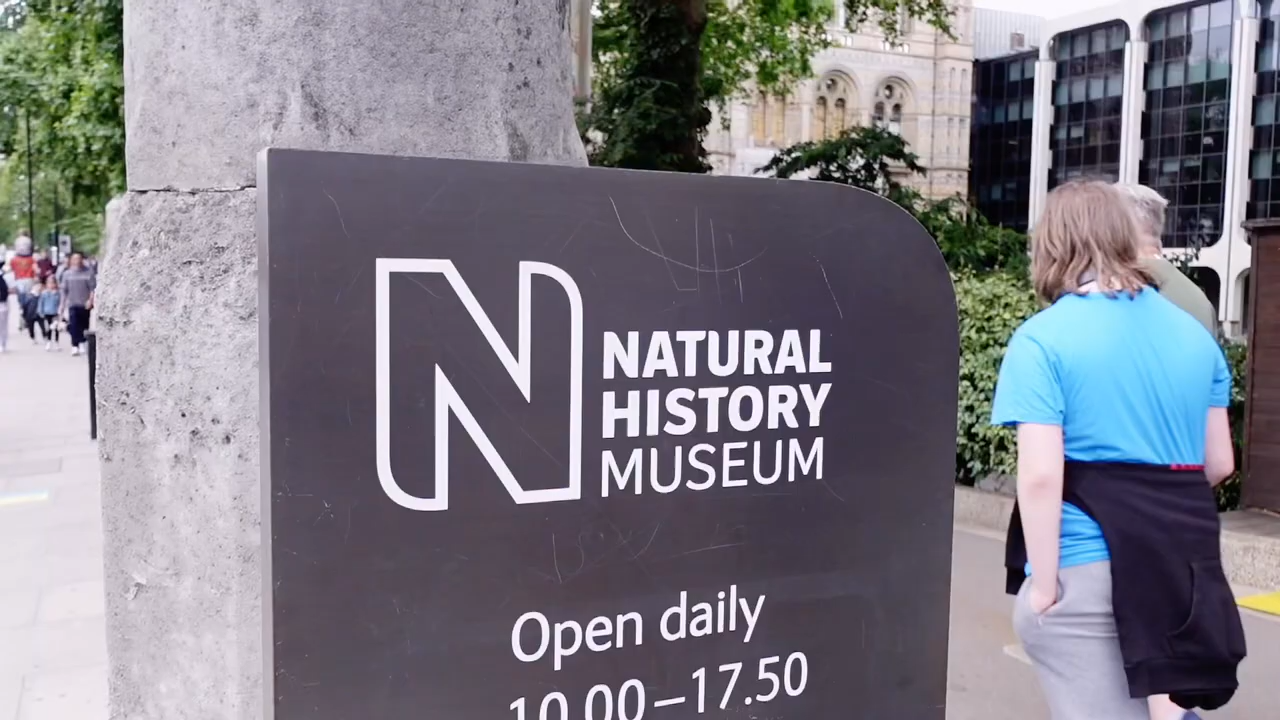 N
NATURAL
HISTORY
MUSEUM
Open daily
10.00–17.50